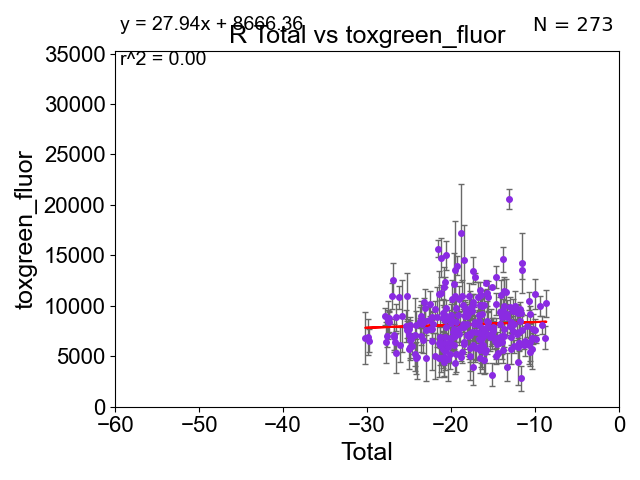 y = 27.94x + 8666.36
N = 273
R Total vs toxgreen_fluor
r^2 = 0.00
toxgreen_fluor
35000
30000
25000
20000
15000
10000
5000
0
−60
−50
−40
−30
−20
−10
0
Total